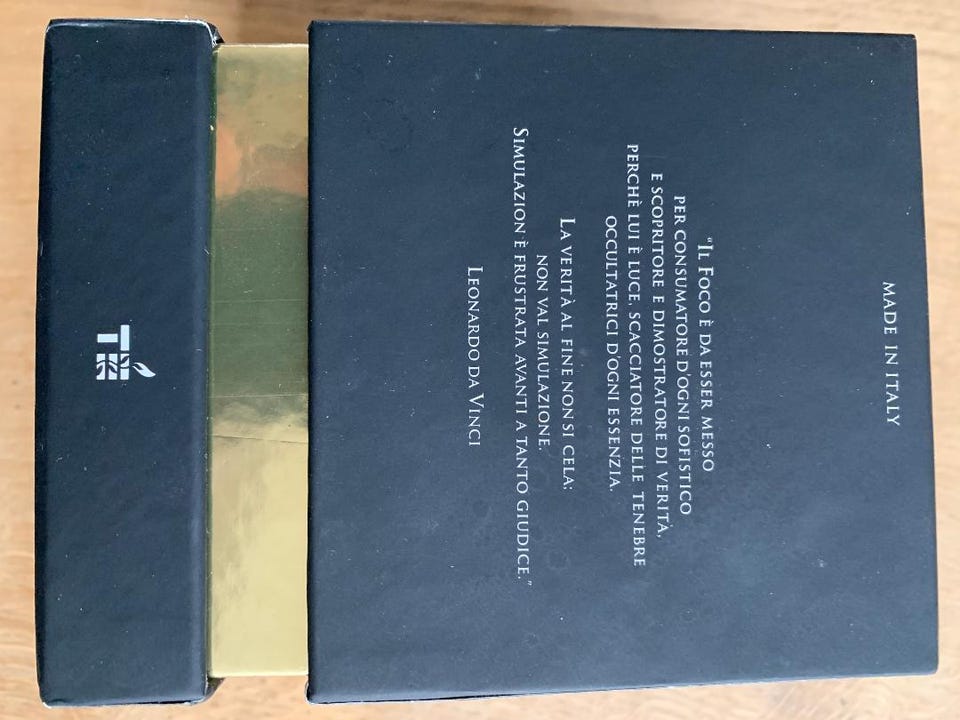 MADE IN ITALY
"IL FOCO È DA ESSER MESSO
PER CONSUMATORE D'OGNI SOFISTICO
E SCOPRITORE E DIMOSTRATORE DI VERITÀ,
PERCHÈ LUI È LUCE, SCACCIATORE DELLE TENEBRE
OCCULTATRICI D'OGNI ESSENZIA.
LA VERITÀ AL FINE NON SI CELA:
NON VAL SIMULAZIONE.
SIMULAZION È FRUSTRATA AVANTI A TANTO GIUDICE."
LEONARDO DA VINCI